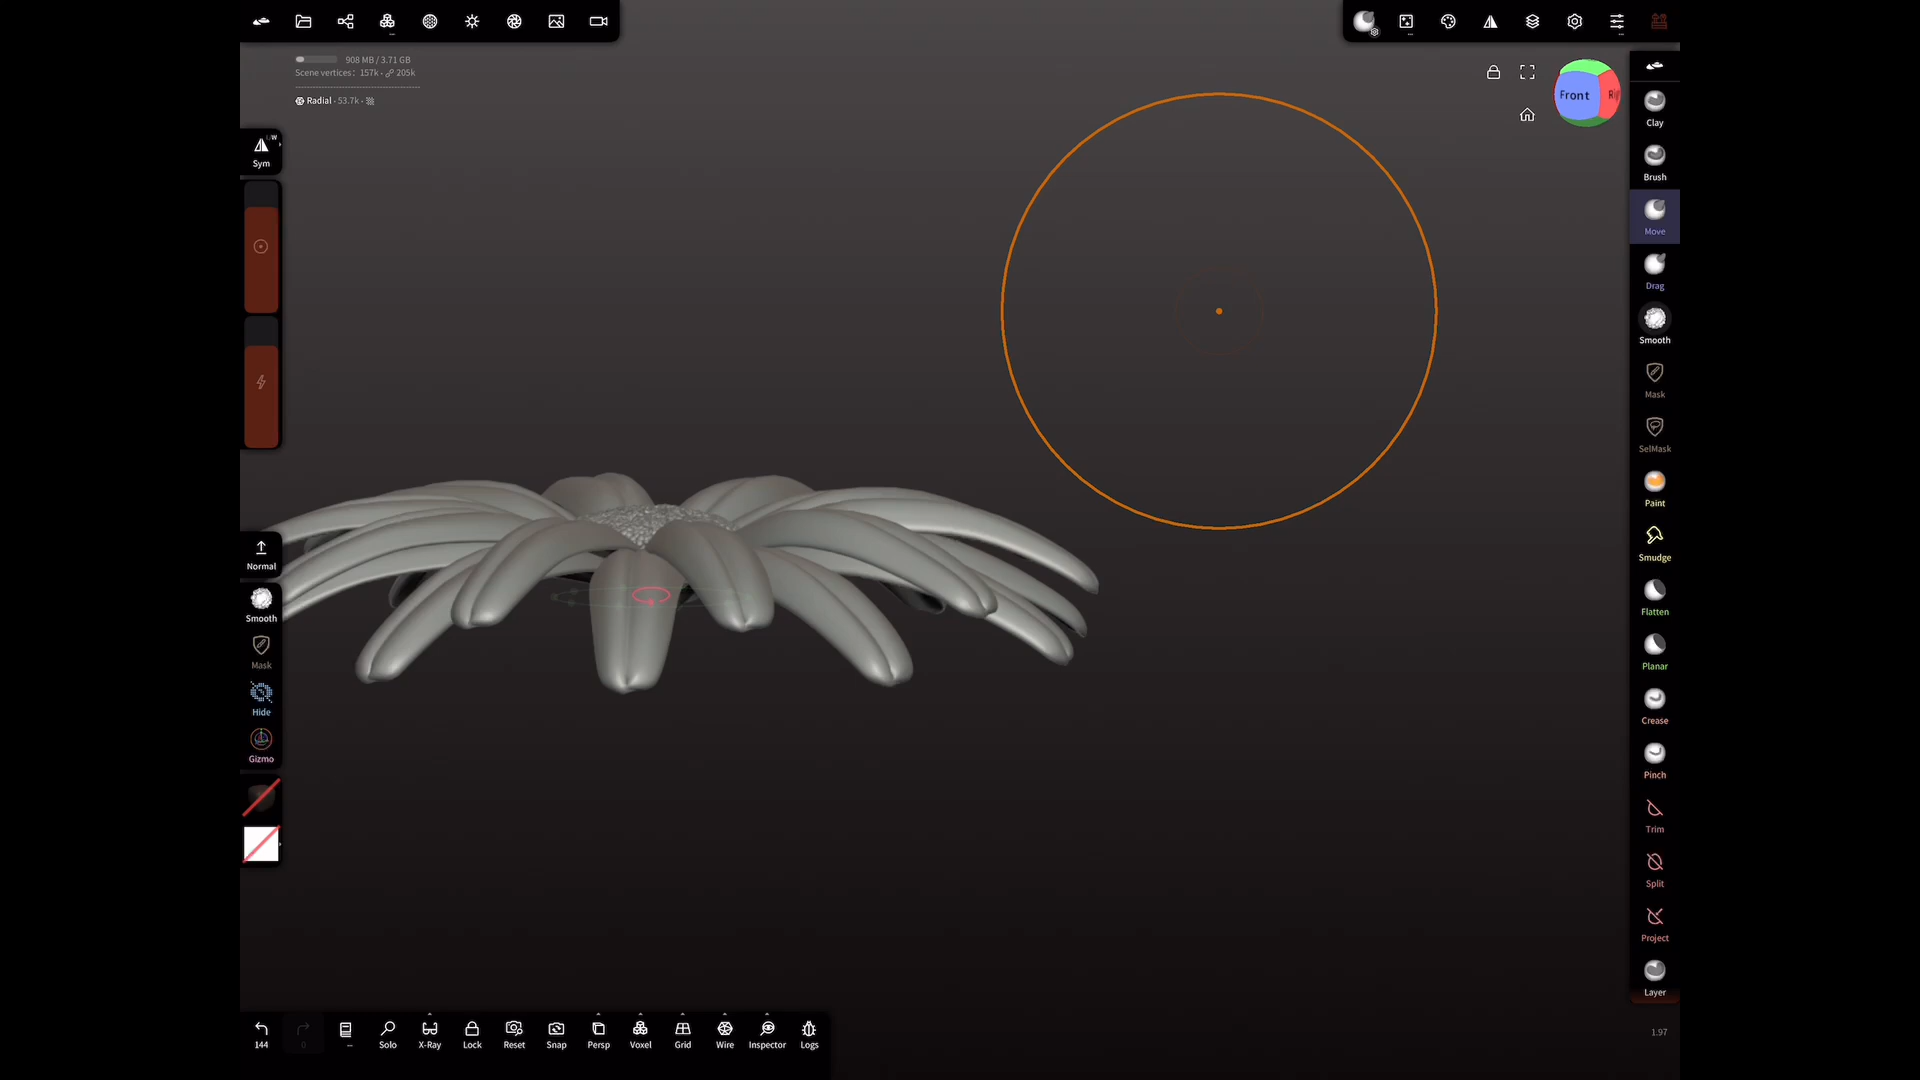 908 MB / 3.71 GB
Scene vertices: 157k · 205k
Radial · 53.7k ·
Front
U/W
Sym
Normal
Smooth
Mask
Hide
Gizmo
Clay
Brush
Move
Drag
Smooth
Mask
SelMask
Paint
Smudge
Flatten
Planar
Crease
Pinch
Trim
Split
Project
Layer
144
0
Solo
X-Ray
Lock
Reset
Snap
Persp
Voxel
Grid
Wire
Inspector
Logs
1.97